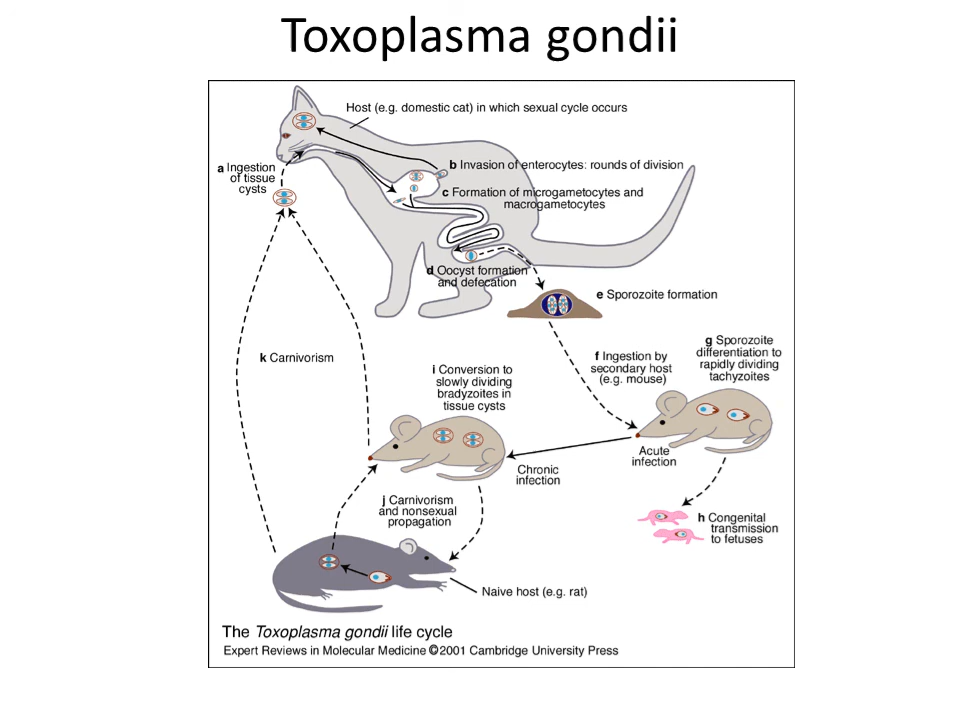 Toxoplasma gondii
Host (e.g. domestic cat) in which sexual cycle occurs
a Ingestion
of tissue
cysts
b Invasion of enterocytes: rounds of division
c Formation of microgametocytes and
macrogametocytes
d Oocyst formation
and defecation
e Sporozoite formation
f Ingestion by
secondary host
(e.g. mouse)
g Sporozoite
differentiation to
rapidly dividing
tachyzoites
k Carnivorism
i Conversion to
slowly dividing
bradyzoites in
tissue cysts
Acute
infection
Chronic
infection
j Carnivorism
and nonsexual
propagation
h Congenital
transmission
to fetuses
Naive host (e.g. rat)
The Toxoplasma gondii life cycle
Expert Reviews in Molecular Medicine ©2001 Cambridge University Press